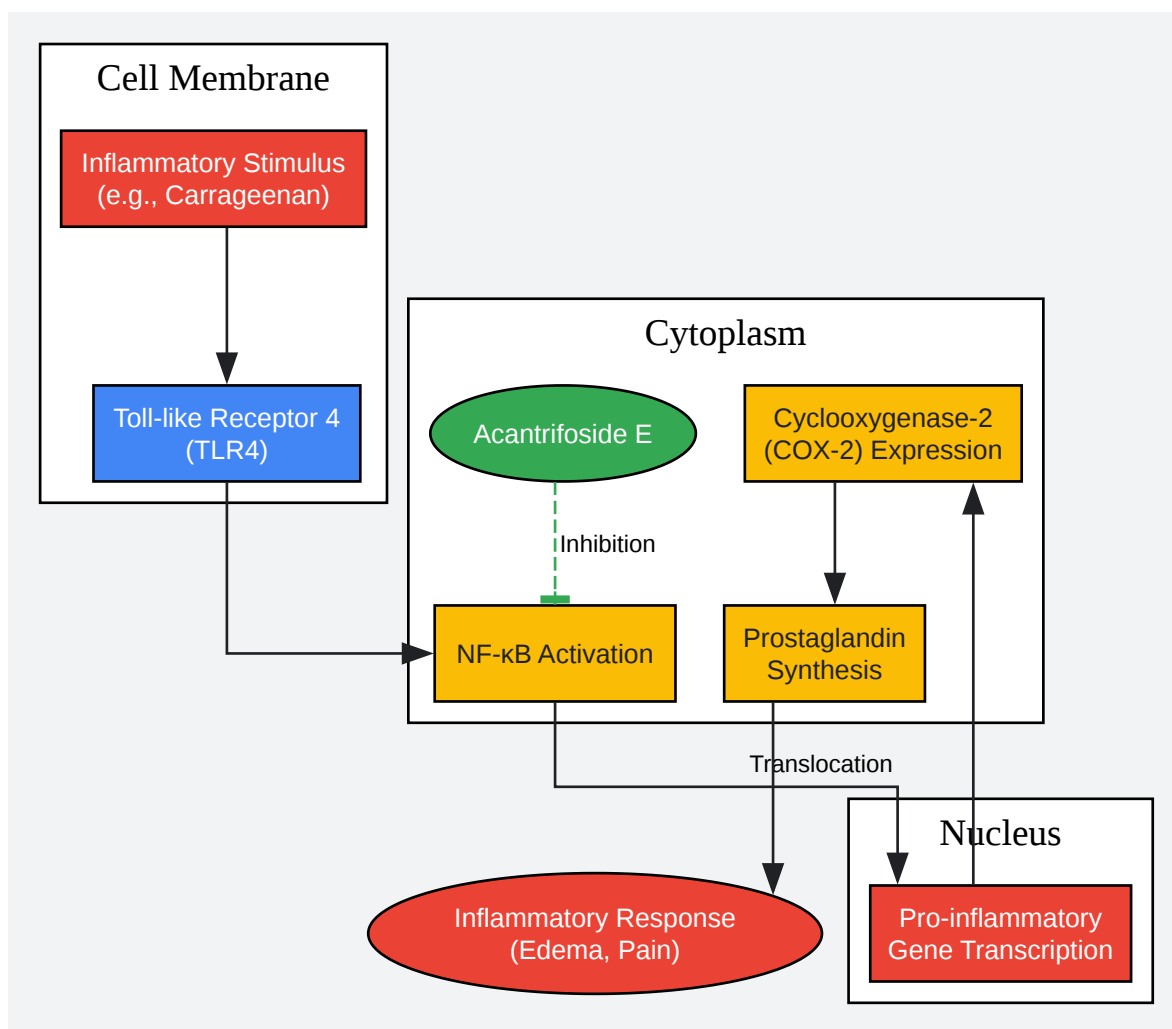 Cell Membrane
Inflammatory Stimulus
(e.g., Carrageenan)
Toll-like Receptor 4
(TLR4)
Cytoplasm
Acantrifoside E
Cyclooxygenase-2
(COX-2) Expression
Inhibition
NF-κB Activation
Prostaglandin
Synthesis
Translocation
Nucleus
Inflammatory Response
(Edema, Pain)
Pro-inflammatory
Gene Transcription